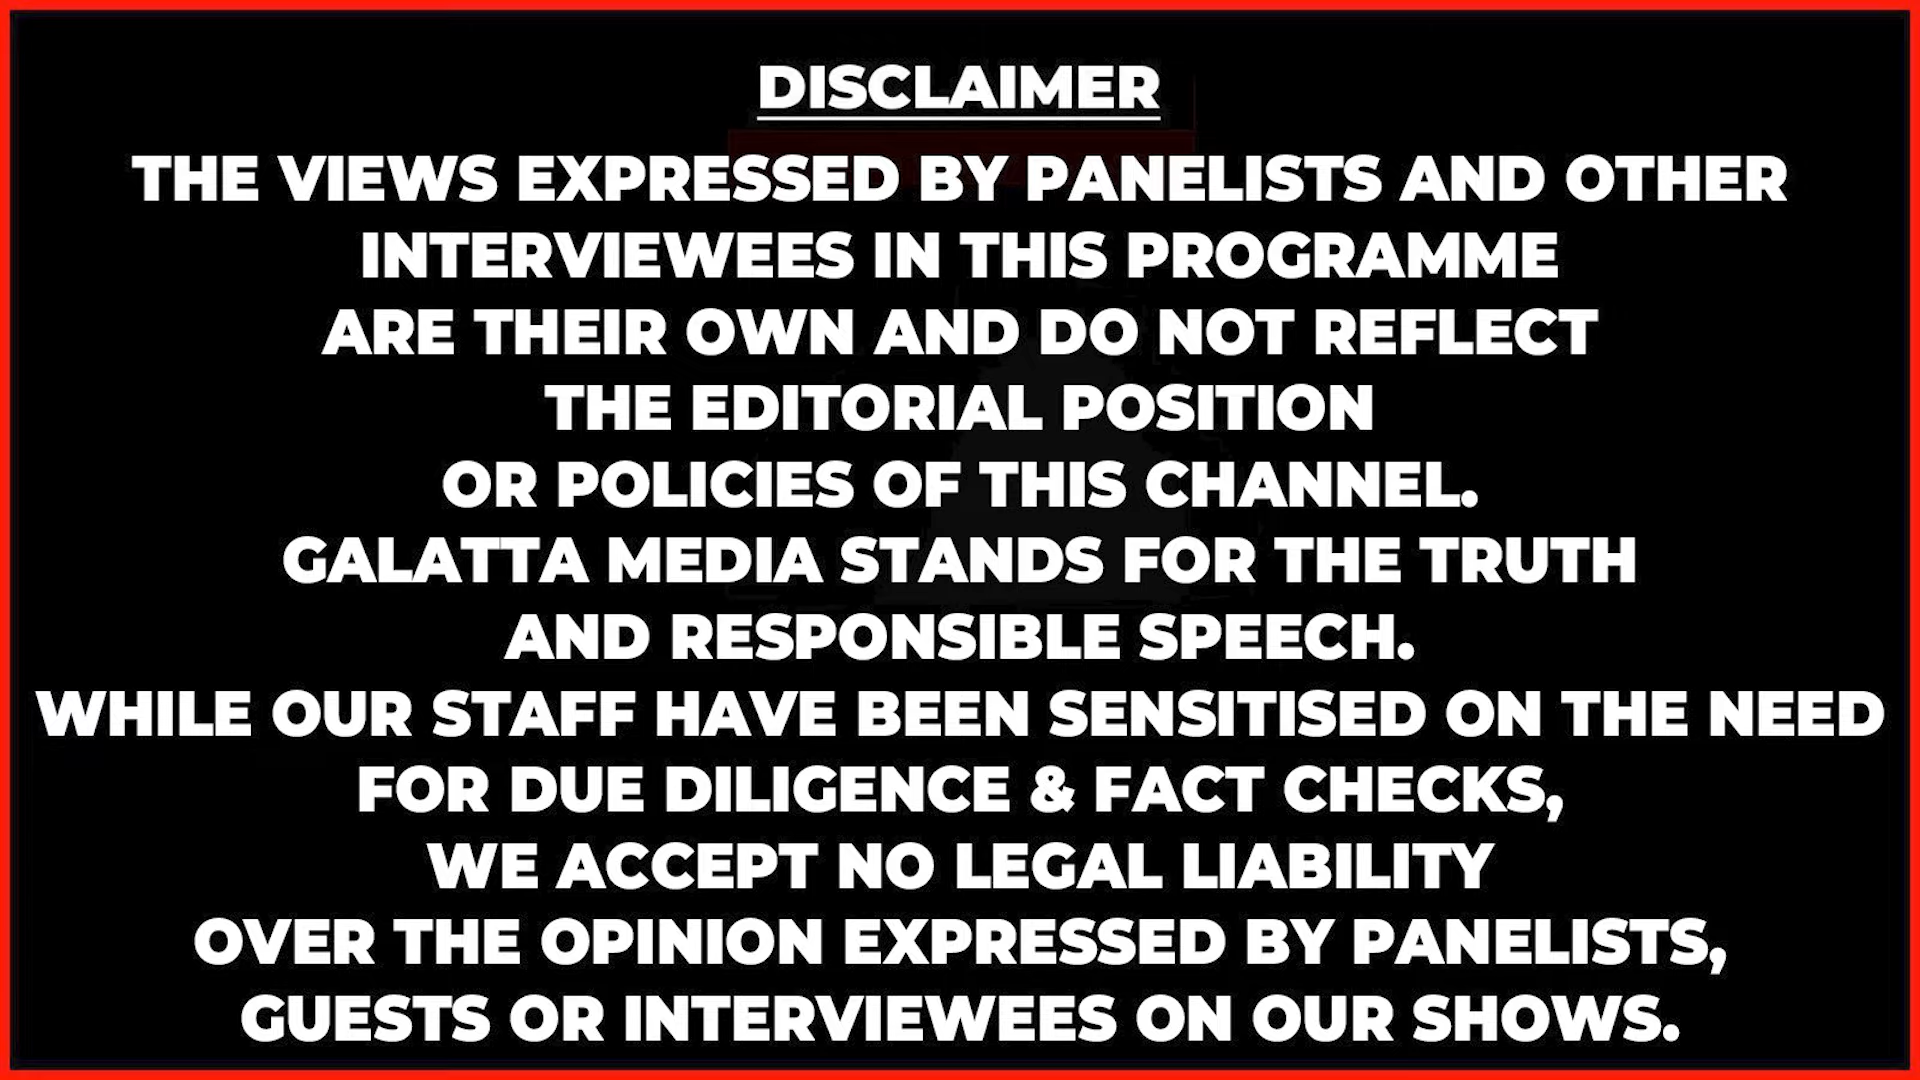 DISCLAIMER
THE VIEWS EXPRESSED BY PANELISTS AND OTHER
INTERVIEWEES IN THIS PROGRAMME
ARE THEIR OWN AND DO NOT REFLECT
THE EDITORIAL POSITION
OR POLICIES OF THIS CHANNEL.
GALATTA MEDIA STANDS FOR THE TRUTH
AND RESPONSIBLE SPEECH.
WHILE OUR STAFF HAVE BEEN SENSITISED ON THE NEED
FOR DUE DILIGENCE & FACT CHECKS,
WE ACCEPT NO LEGAL LIABILITY
OVER THE OPINION EXPRESSED BY PANELISTS,
GUESTS OR INTERVIEWEES ON OUR SHOWS.